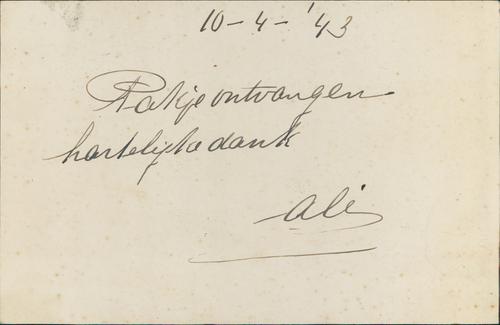 10-4-'43
Pakje ontvangen
hartelijke dank
Ali